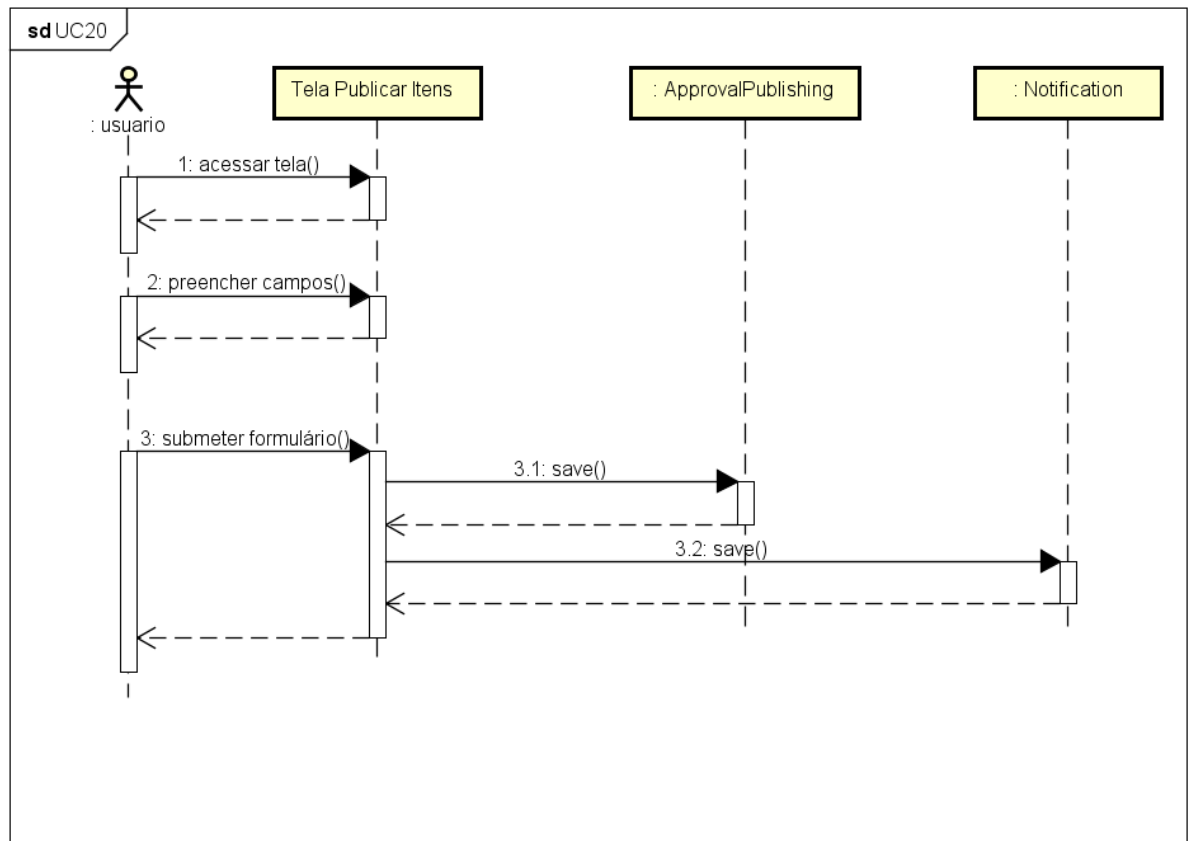 sd UC20
: usuario
Tela Publicar Itens
: ApprovalPublishing
: Notification
1: acessar tela()
2: preencher campos()
3: submeter formulário()
3.1: save()
3.2: save()